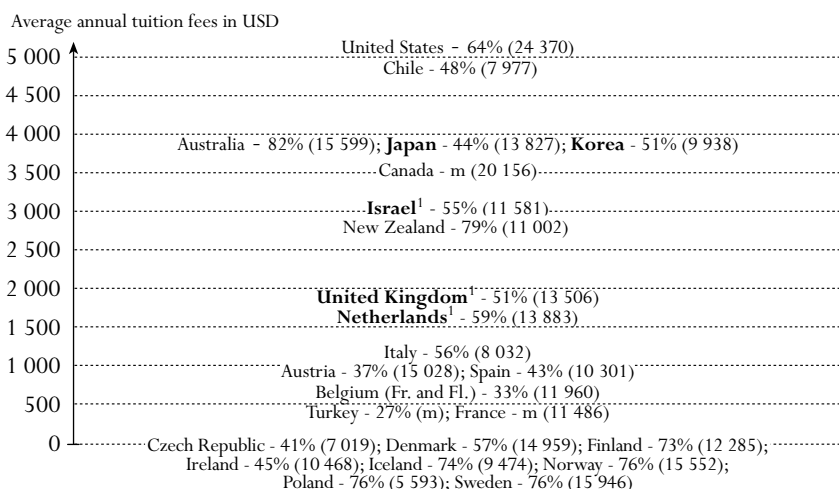 Average annual tuition fees in USD
5 000
United States - 64% (24 370)
Chile - 48% (7 977)
4 500
4 000
Australia - 82% (15 599); Japan - 44% (13 827); Korea - 51% (9 938)
3 500
Canada - m (20 156)
3 000
Israel¹ - 55% (11 581)
New Zealand - 79% (11 002)
2 500
2 000
United Kingdom¹ - 51% (13 506)
Netherlands¹ - 59% (13 883)
1 500
Italy - 56% (8 032)
1 000
Austria - 37% (15 028); Spain - 43% (10 301)
Belgium (Fr. and Fl.) - 33% (11 960)
500
Turkey - 27% (m); France - m (11 486)
0
Czech Republic - 41% (7 019); Denmark - 57% (14 959); Finland - 73% (12 285);
Ireland - 45% (10 468); Iceland - 74% (9 474); Norway - 76% (15 552);
Poland - 76% (5 593); Sweden - 76% (15 946)